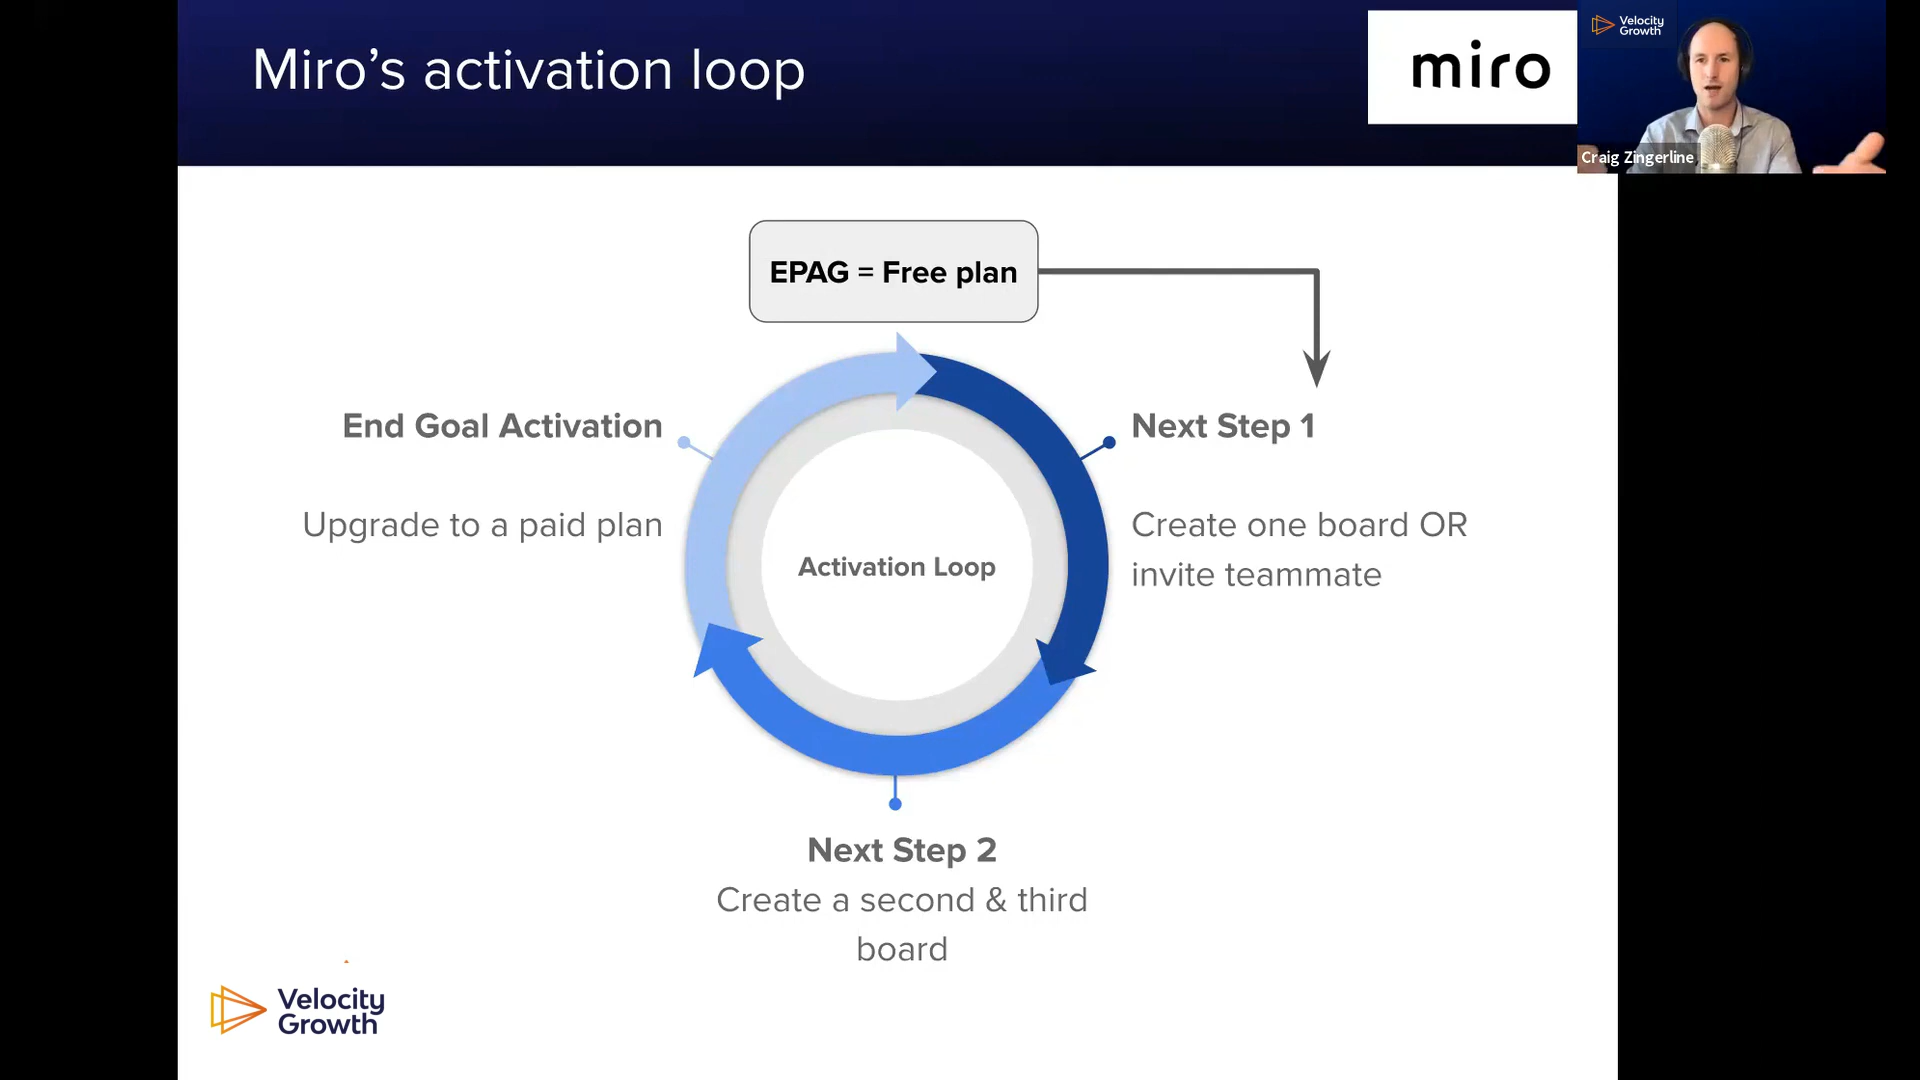 Miro’s activation loop
miro
Velocity
Growth
Craig Zingerline
EPAG = Free plan
End Goal Activation
Upgrade to a paid plan
Next Step 1
Create one board OR
invite teammate
Activation Loop
Next Step 2
Create a second & third
board
Velocity
Growth